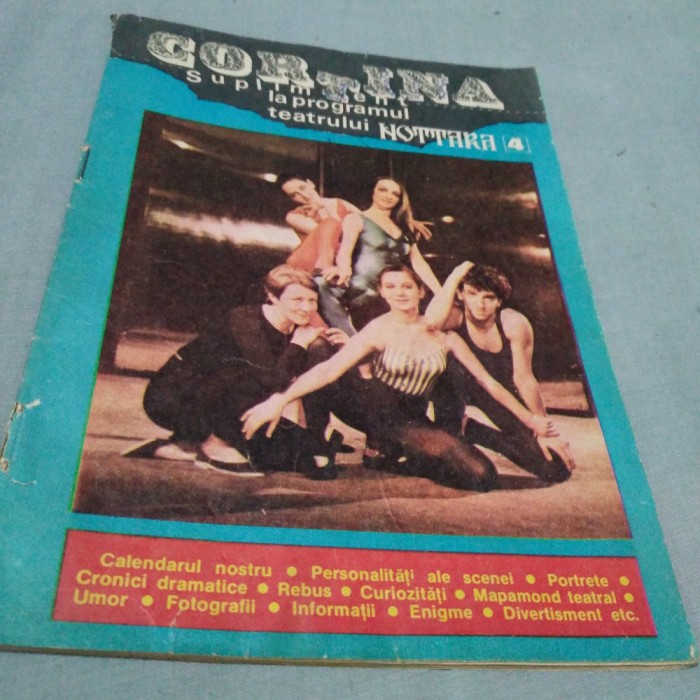 CORTINA
Supliment
la programul
teatrului NOTTARA [4]
Calendarul nostru ● Personalități ale scenei ● Portrete ●
Cronici dramatice ● Rebus ● Curiozități ● Mapamond teatral ●
Umor ● Fotografii ● Informații ● Enigme ● Divertisment etc.